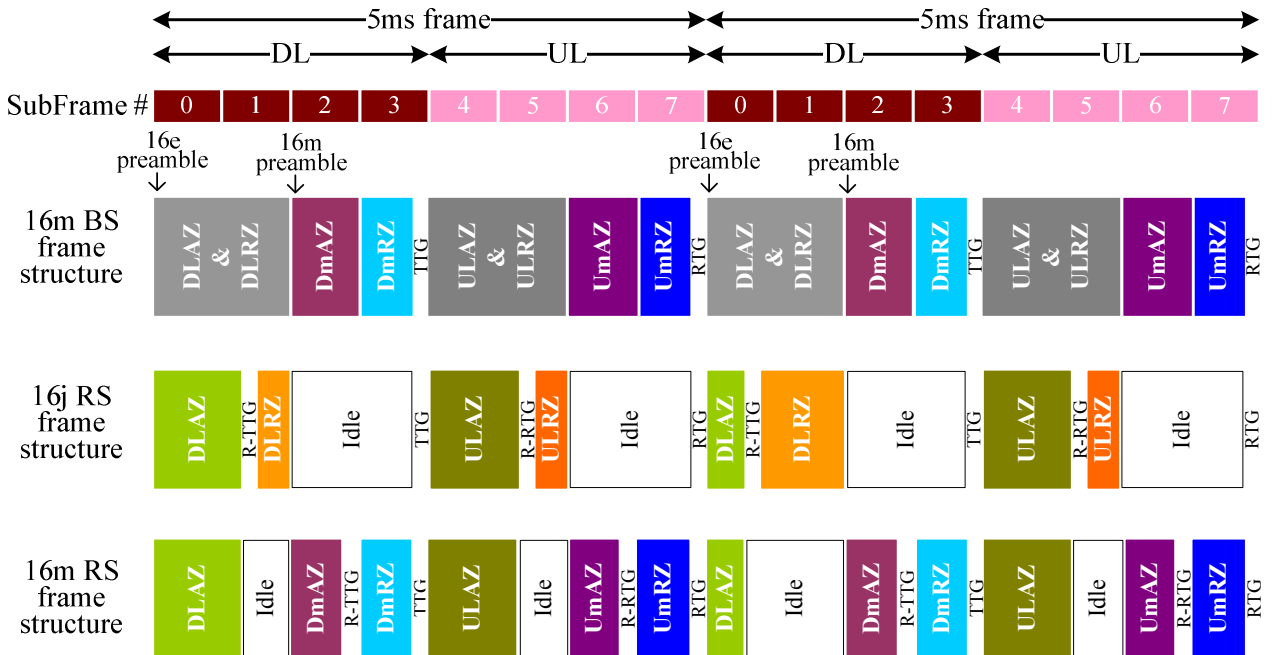 5ms frame 5ms frame
DL UL DL UL
SubFrame # 0 1 2 3 4 5 6 7 0 1 2 3 4 5 6 7
16e preamble 16m preamble 16e preamble 16m preamble
16m BS frame structure
DLAZ & DLRZ DmAZ DmRZ TTG ULAZ & ULRZ UmAZ UmRZ RTG DLAZ & DLRZ DmAZ DmRZ TTG ULAZ & ULRZ UmAZ UmRZ RTG
16j RS frame structure
DLAZ R-TTG DLRZ Idle TTG ULAZ R-RTG ULRZ Idle RTG DLAZ R-TTG DLRZ Idle TTG ULAZ R-RTG ULRZ Idle RTG
16m RS frame structure
DLAZ Idle DmAZ R-TTG DmRZ TTG ULAZ Idle UmAZ R-RTG UmRZ RTG DLAZ Idle DmAZ R-TTG DmRZ TTG ULAZ Idle UmAZ R-RTG UmRZ RTG